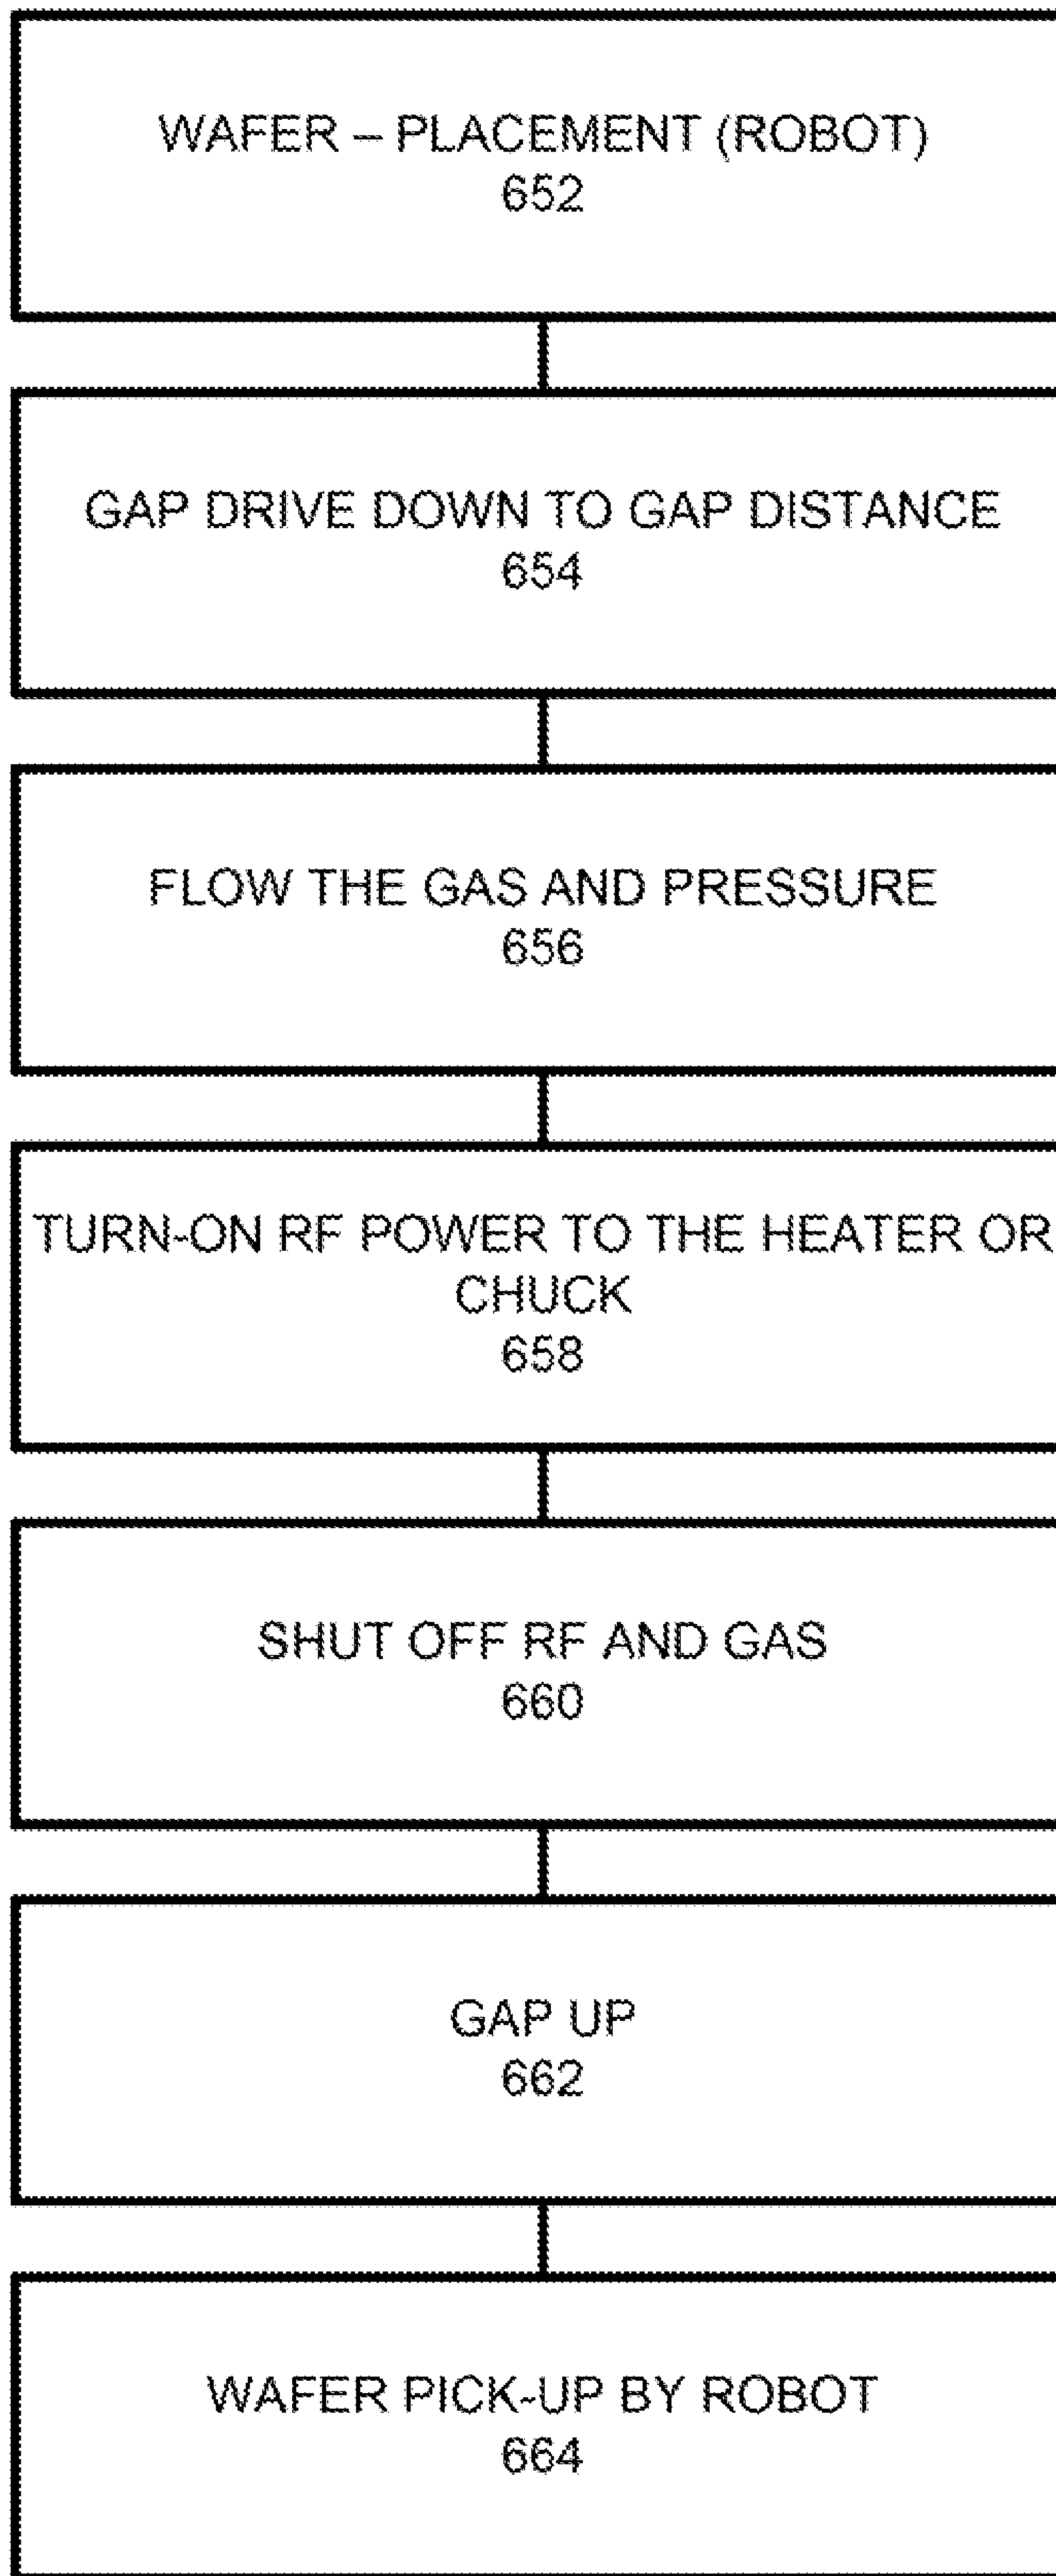 WAFER – PLACEMENT (ROBOT)
652
GAP DRIVE DOWN TO GAP DISTANCE
654
FLOW THE GAS AND PRESSURE
656
TURN-ON RF POWER TO THE HEATER OR
CHUCK
658
SHUT OFF RF AND GAS
660
GAP UP
662
WAFER PICK-UP BY ROBOT
664